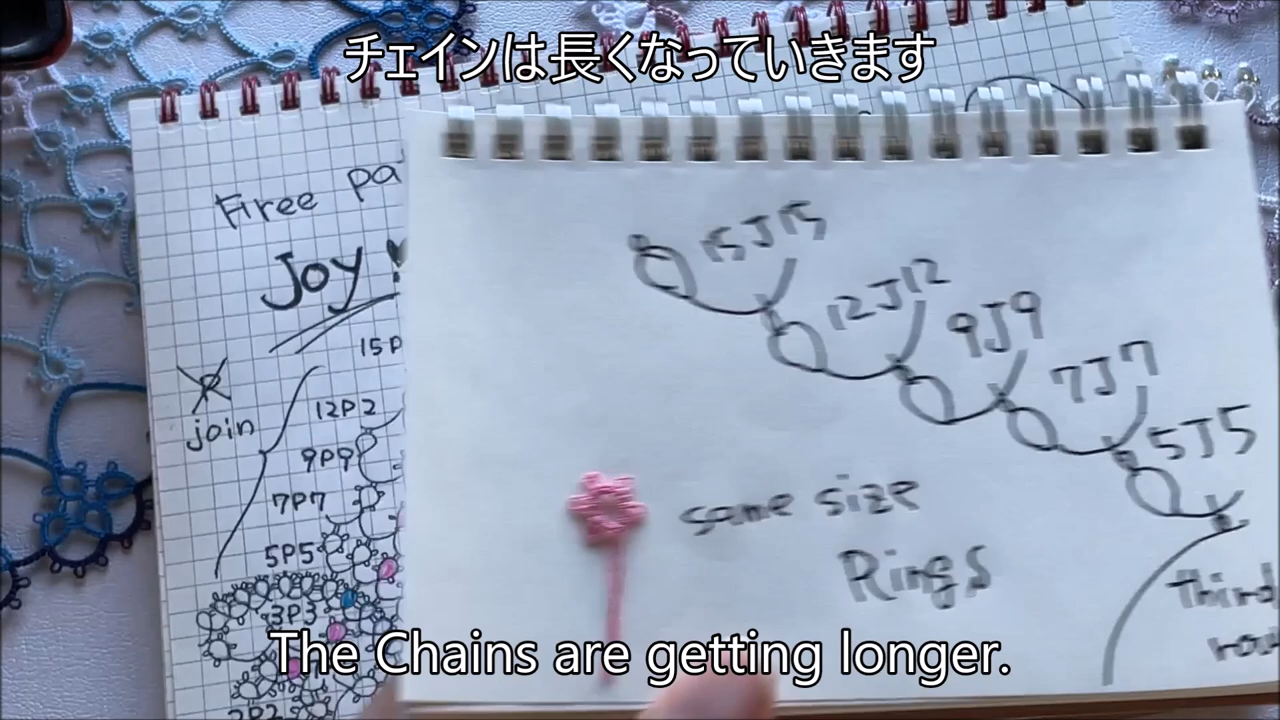 チェインは長くなっていきます
Free pa
Joy
15P
12P2
9P9
7P7
5P5
3P3
2P2
join
15J15
12J12
9J9
7J7
5J5
same size
Rings
third
The Chains are getting longer.